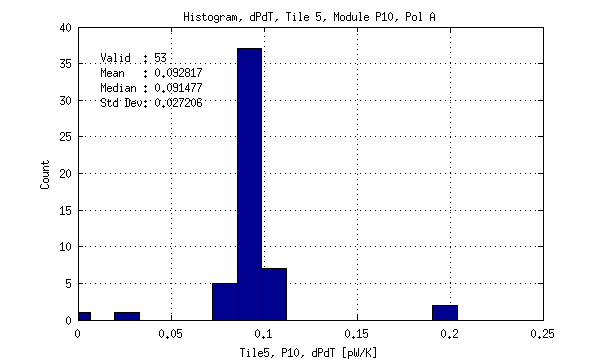 Histogram, dPdT, Tile 5, Module P10, Pol A
40
35
30
25
20
15
10
5
0
Count
Valid : 53
Mean : 0.092817
Median : 0.091477
Std Dev: 0.027206
0 0.05 0.1 0.15 0.2 0.25
Tile5, P10, dPdT [pW/K]